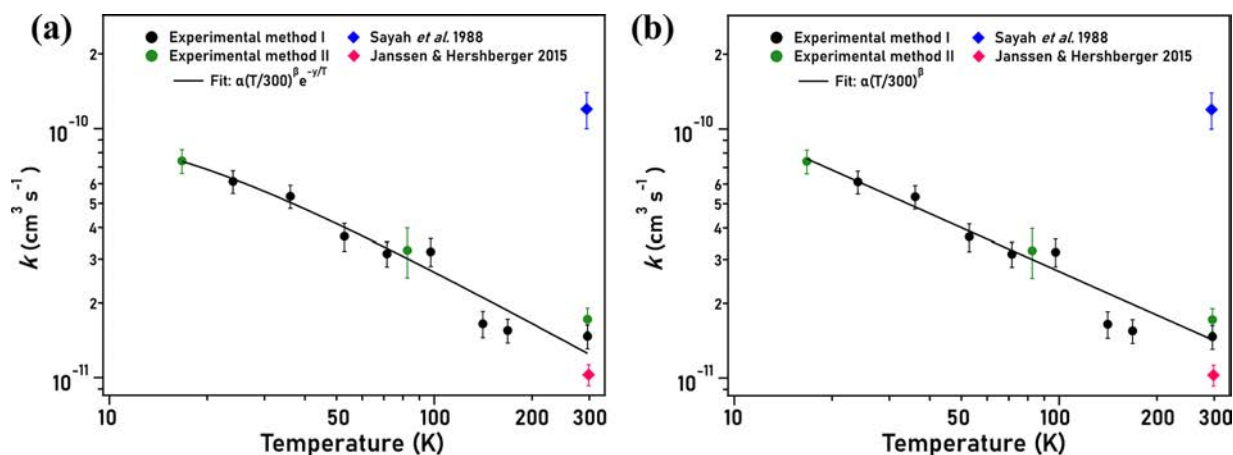 (a)
Experimental method I
Experimental method II
Fit: α(T/300)^β e^−γ/T
Sayah et al. 1988
Janssen & Hershberger 2015
2
10^−10
6
4
3
2
10^−11
k (cm^3 s^−1)
10
50
100
200
300
Temperature (K)
(b)
Experimental method I
Experimental method II
Fit: α(T/300)^β
Sayah et al. 1988
Janssen & Hershberger 2015
2
10^−10
6
4
3
2
10^−11
k (cm^3 s^−1)
10
50
100
200
300
Temperature (K)